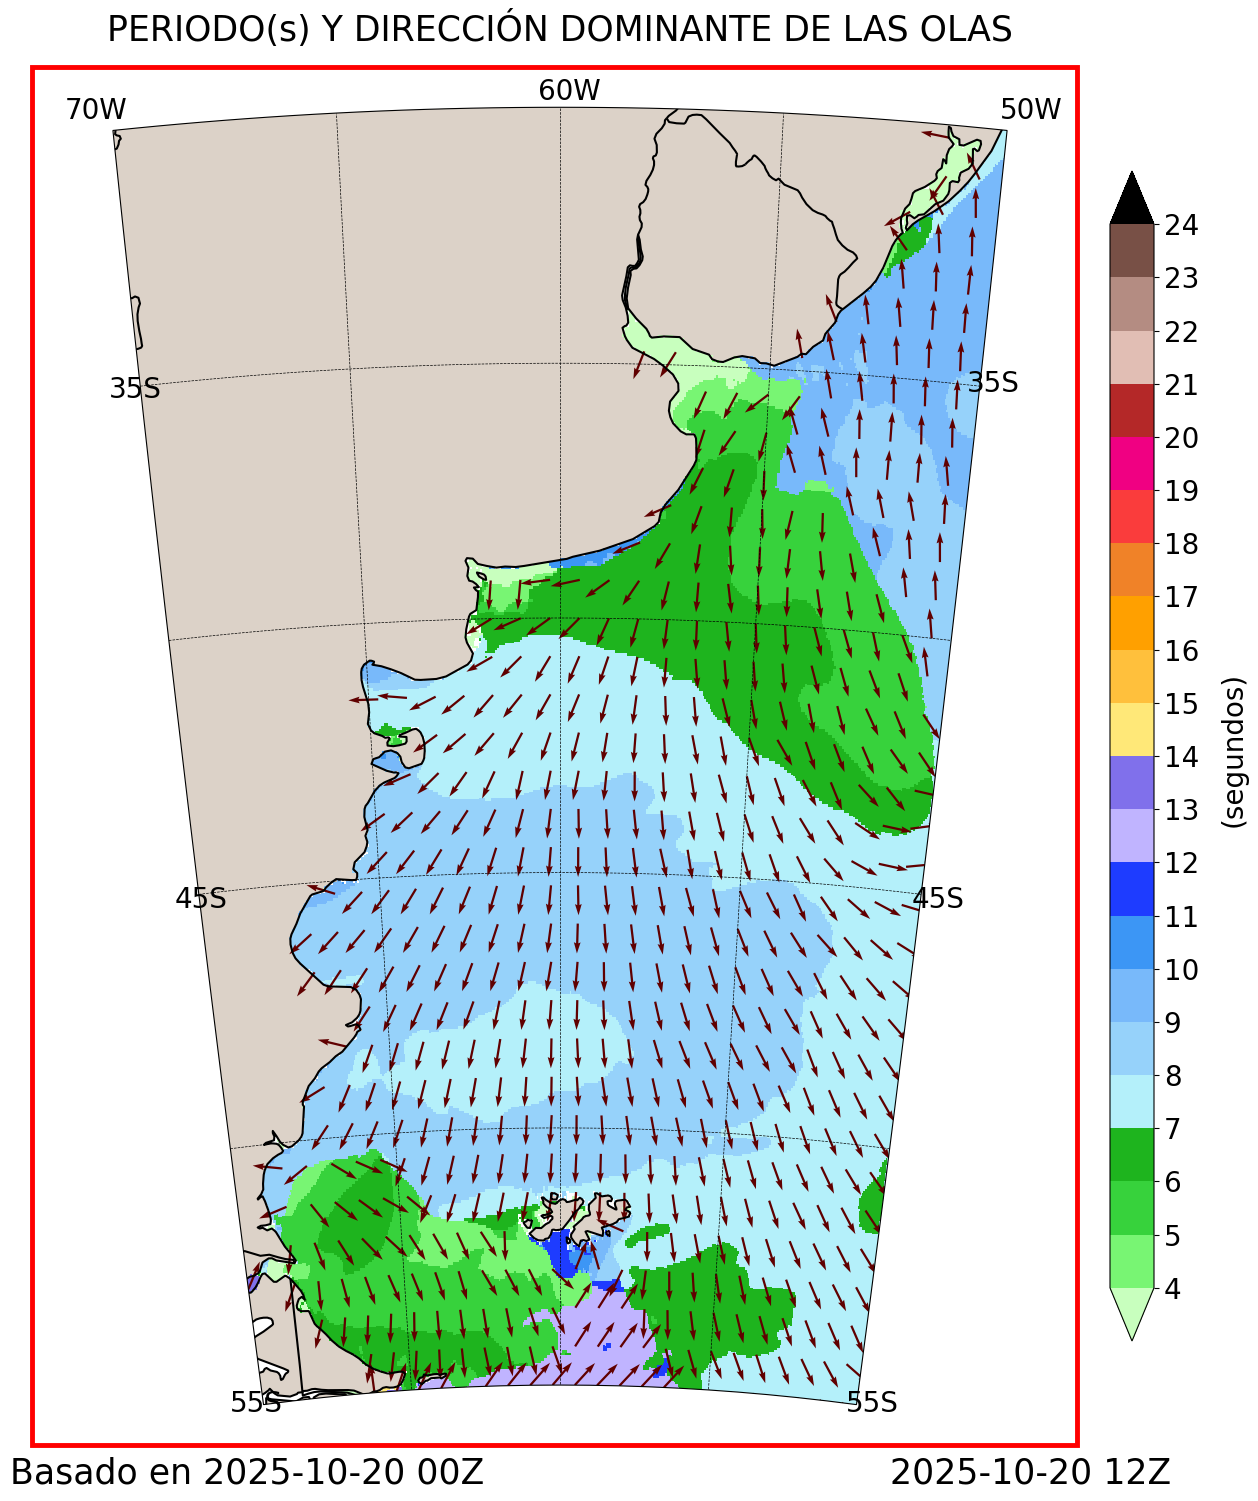 PERIODO(s) Y DIRECCIÓN DOMINANTE DE LAS OLAS
70W
60W
50W
35S
35S
45S
45S
55S
55S
24
23
22
21
20
19
18
17
16
15
14
13
12
11
10
9
8
7
6
5
4
(segundos)
Basado en 2025-10-20 00Z
2025-10-20 12Z